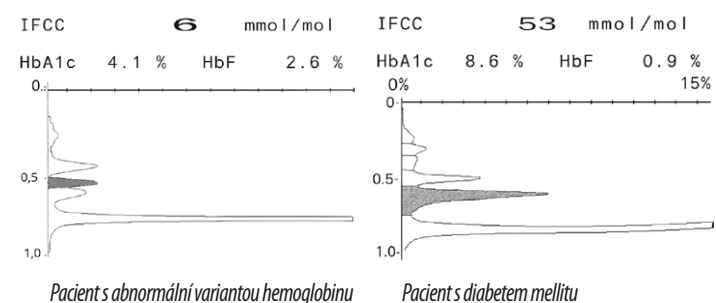 IFCC 6 mmol/mol
HbA1c 4.1 % HbF 2.6 %
0.
0,5
1,0
Pacient s abnormální variantou hemoglobinu
IFCC 53 mmol/mol
HbA1c 8.6 % HbF 0.9 %
0% 15%
0
0.5
1.0
Pacient s diabetem mellitu